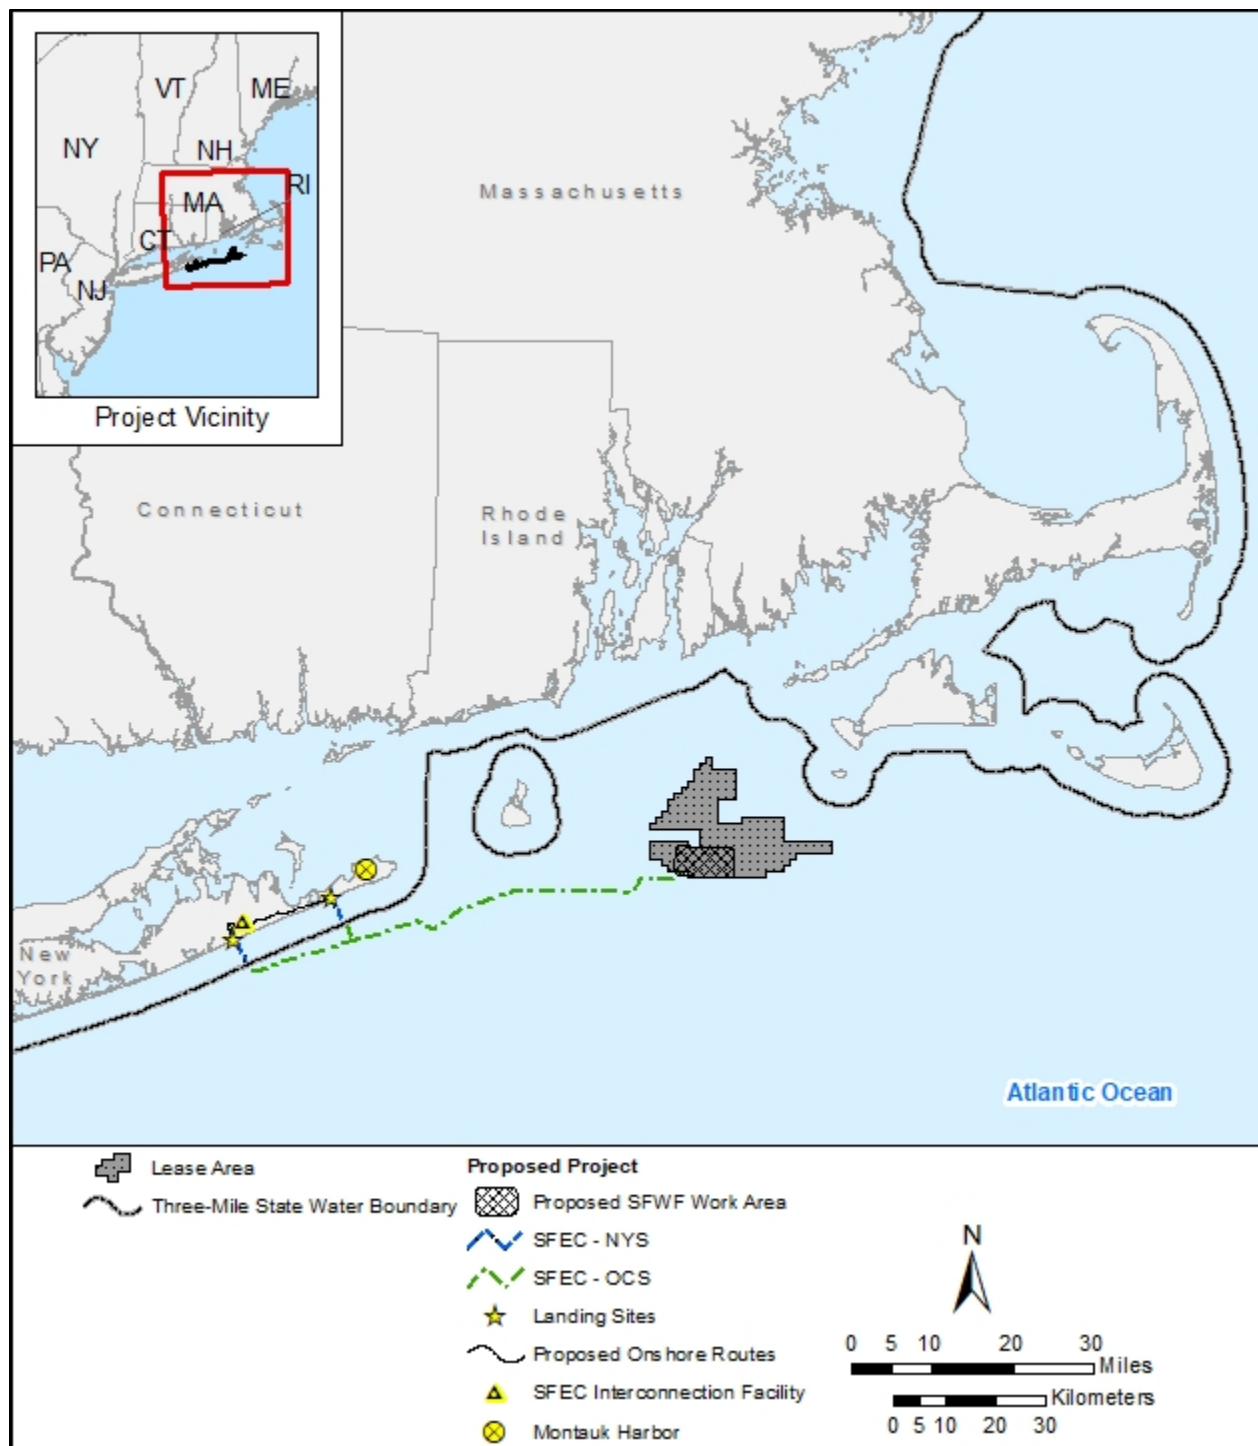 VT
ME
NY
NH
RI
MA
CT
PA
NJ
Project Vicinity
Massachusetts
Connecticut
Rhode
Island
New
York
Atlantic Ocean
Lease Area
Three-Mile State Water Boundary
Proposed Project
Proposed SFWF Work Area
SFEC - NYS
SFEC - OCS
Landing Sites
Proposed Onshore Routes
SFEC Interconnection Facility
Montauk Harbor
N
0 5 10 20 30
Miles
Kilometers
0 5 10 20 30